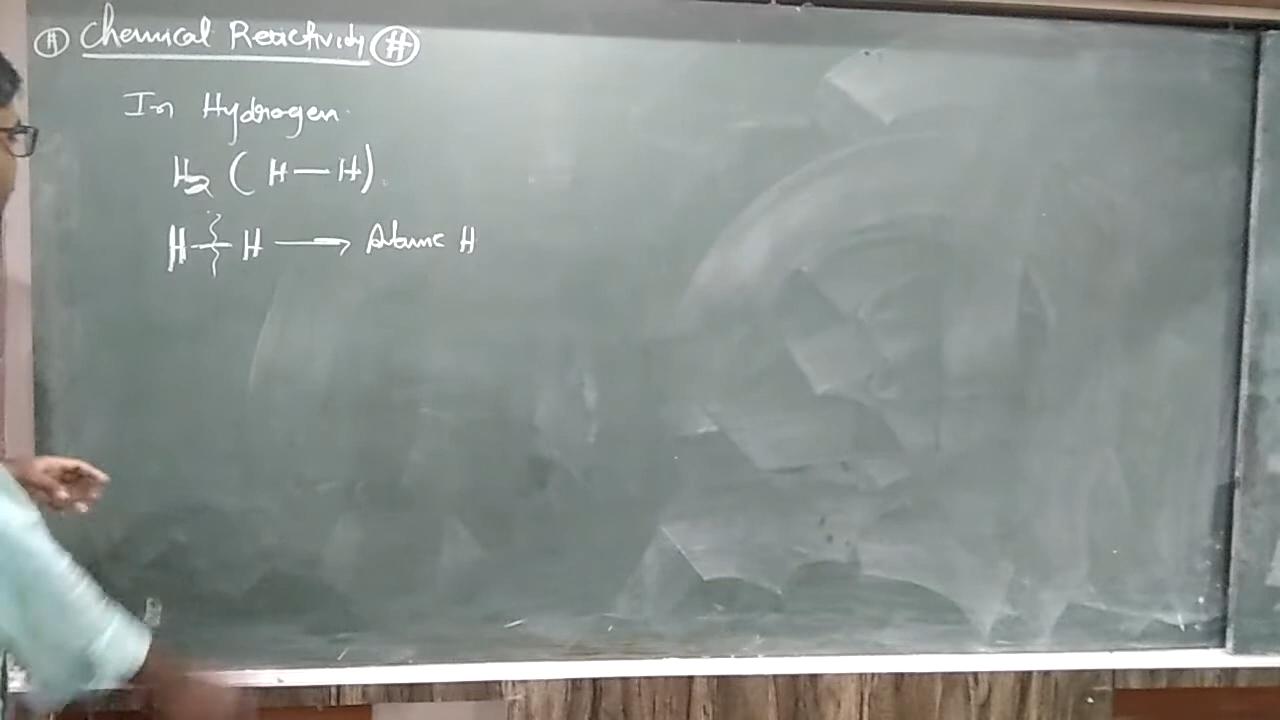 (H) Chemical Reactivity (H)
In Hydrogen.
H2 (H—H).
H—H → Atomic H